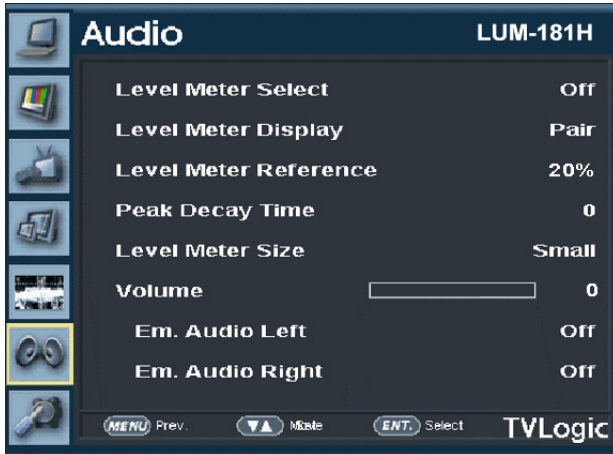 Audio LUM-181H
Level Meter Select Off
Level Meter Display Pair
Level Meter Reference 20%
Peak Decay Time 0
Level Meter Size Small
Volume 0
Em. Audio Left Off
Em. Audio Right Off
MENU Prev. ▼▲ ENT. Select TVLogic